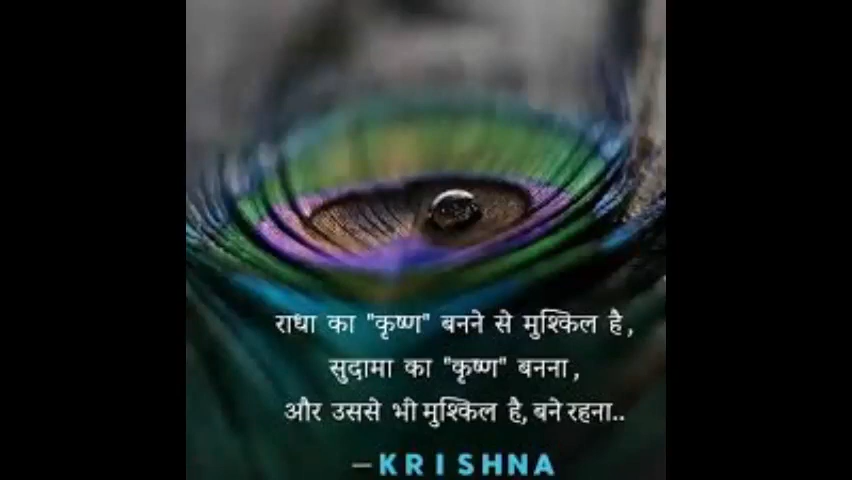 राधा का "कृष्ण" बनने से मुश्किल है,
सुदामा का "कृष्ण" बनना,
और उससे भी मुश्किल है, बने रहना..
–KRISHNA